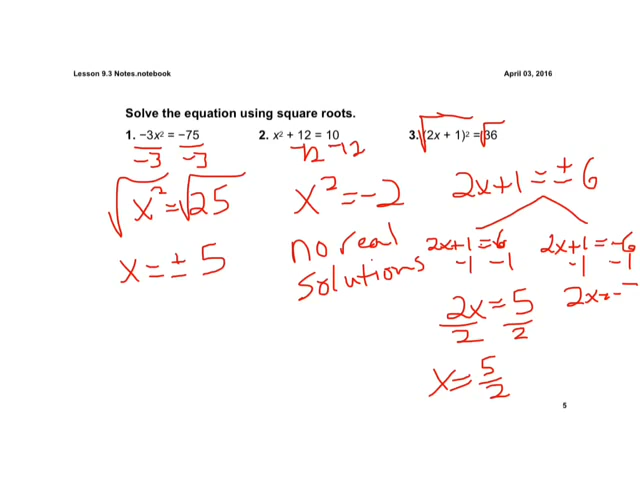 Lesson 9.3 Notes.notebook
April 03, 2016
Solve the equation using square roots.
1. −3x² = −75
2. x² + 12 = 10
3. √(2x + 1)² = √36
−3 −3
−12 −12
√x² = √25
x² = −2
2x+1 = ± 6
x = ± 5
no real
solutions
2x+1 = 6
−1 −1
2x = 5
2 2
x = 5/2
2x+1 = −6
−1 −1
2x = −
5